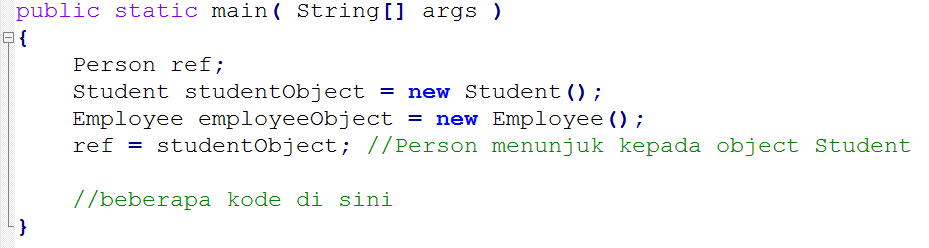 public static main( String[] args )
{
Person ref;
Student studentObject = new Student();
Employee employeeObject = new Employee();
ref = studentObject; //Person menunjuk kepada object Student
//beberapa kode di sini
}